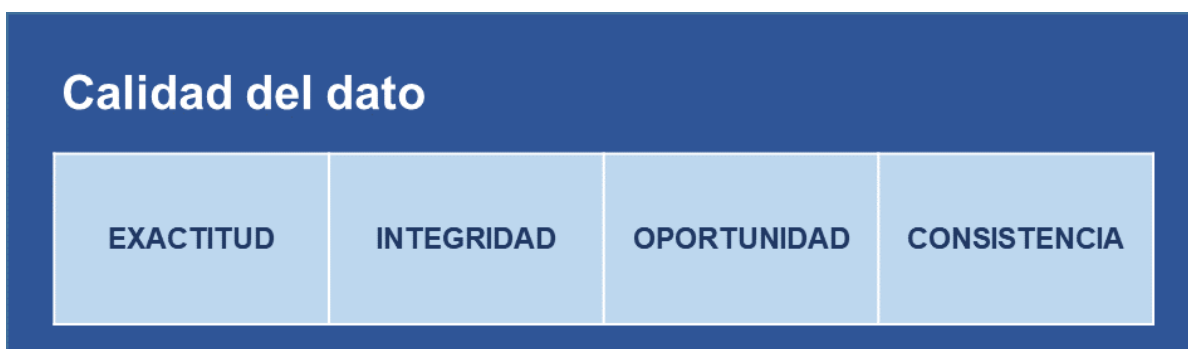 Calidad del dato
EXACTITUD INTEGRIDAD OPORTUNIDAD CONSISTENCIA